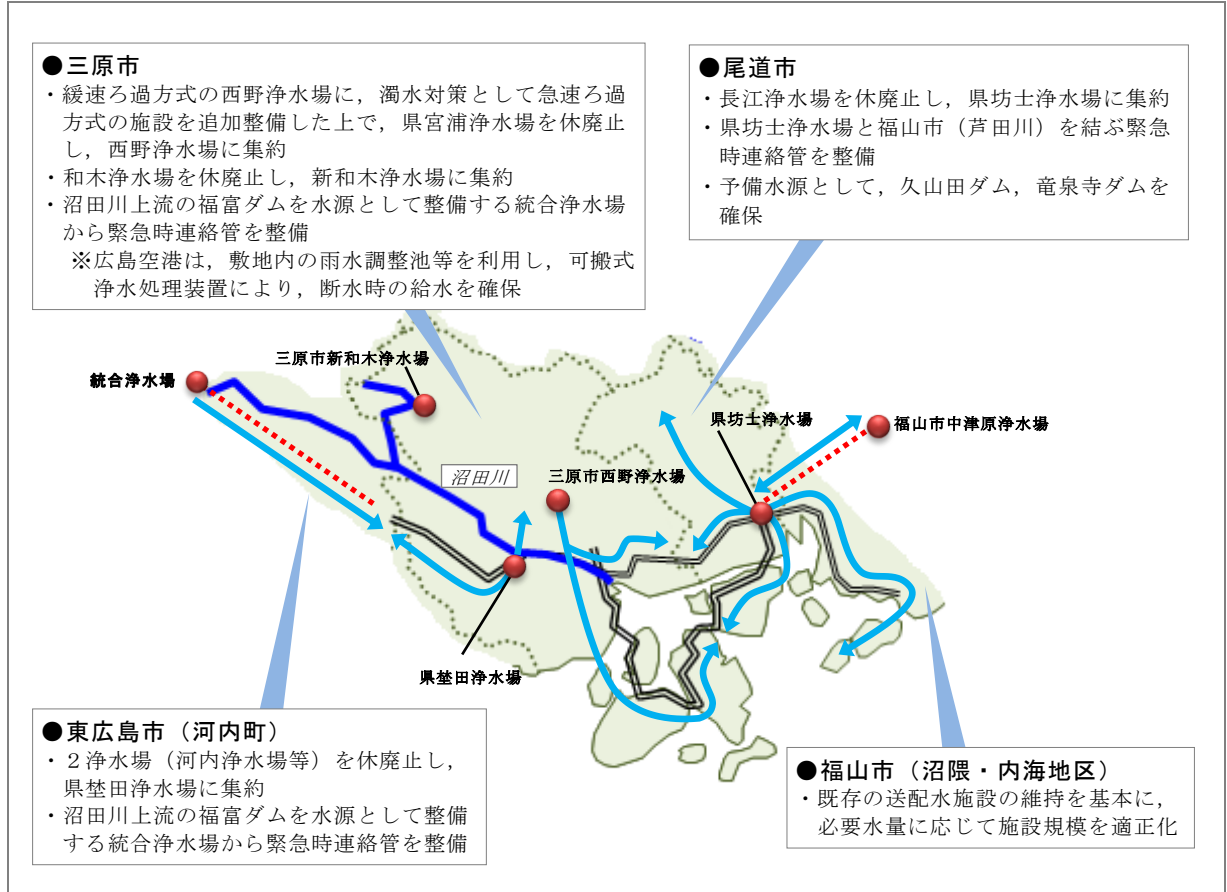 ●三原市
・緩速ろ過方式の西野浄水場に，濁水対策として急速ろ過
方式の施設を追加整備した上で，県宮浦浄水場を休廃止
し，西野浄水場に集約
・和木浄水場を休廃止し，新和木浄水場に集約
・沼田川上流の福富ダムを水源として整備する統合浄水場
から緊急時連絡管を整備
※広島空港は，敷地内の雨水調整池等を利用し，可搬式
浄水処理装置により，断水時の給水を確保
●尾道市
・長江浄水場を休廃止し，県坊士浄水場に集約
・県坊士浄水場と福山市（芦田川）を結ぶ緊急
時連絡管を整備
・予備水源として，久山田ダム，竜泉寺ダムを
確保
三原市新和木浄水場
統合浄水場
県坊士浄水場
福山市中津原浄水場
沼田川
三原市西野浄水場
県埜田浄水場
●東広島市（河内町）
・２浄水場（河内浄水場等）を休廃止し，
県埜田浄水場に集約
・沼田川上流の福富ダムを水源として整備
する統合浄水場から緊急時連絡管を整備
●福山市（沼隈・内海地区）
・既存の送配水施設の維持を基本に，
必要水量に応じて施設規模を適正化